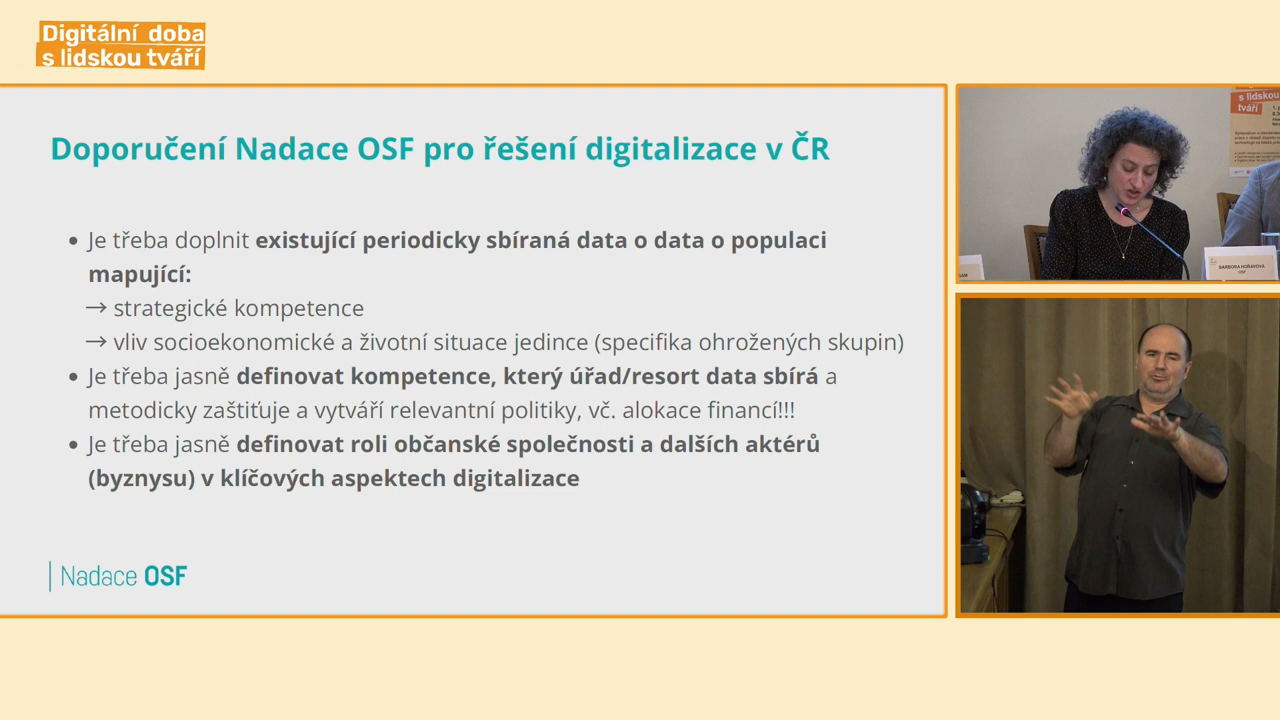 Digitální doba
s lidskou tváří
Doporučení Nadace OSF pro řešení digitalizace v ČR
• Je třeba doplnit existující periodicky sbíraná data o data o populaci
mapující:
→ strategické kompetence
→ vliv socioekonomické a životní situace jedince (specifika ohrožených skupin)
• Je třeba jasně definovat kompetence, který úřad/resort data sbírá a
metodicky zaštiťuje a vytváří relevantní politiky, vč. alokace financí!!!
• Je třeba jasně definovat roli občanské společnosti a dalších aktérů
(byznysu) v klíčových aspektech digitalizace
Nadace OSF
s lidskou
tváří
BARBORA HOŘAVOVÁ
OSF